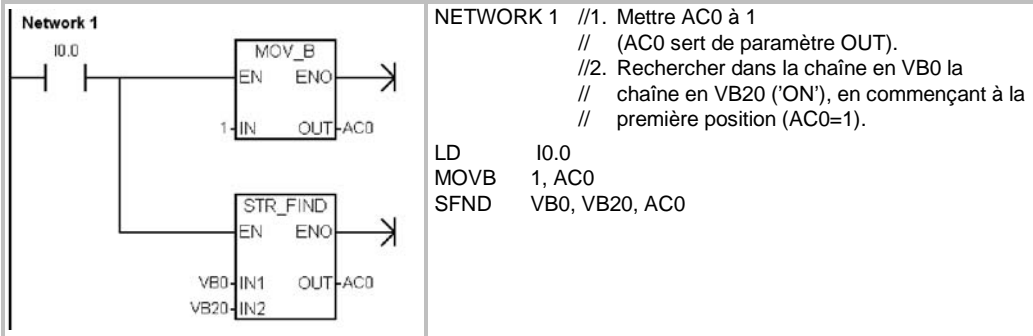 Network 1
I0.0
MOV_B
EN ENO
1 IN OUT AC0
STR_FIND
EN ENO
VB0 IN1 OUT AC0
VB20 IN2
NETWORK 1 //1. Mettre AC0 à 1
// (AC0 sert de paramètre OUT).
//2. Rechercher dans la chaîne en VB0 la
// chaîne en VB20 ('ON'), en commençant à la
// première position (AC0=1).
LD I0.0
MOVB 1, AC0
SFND VB0, VB20, AC0